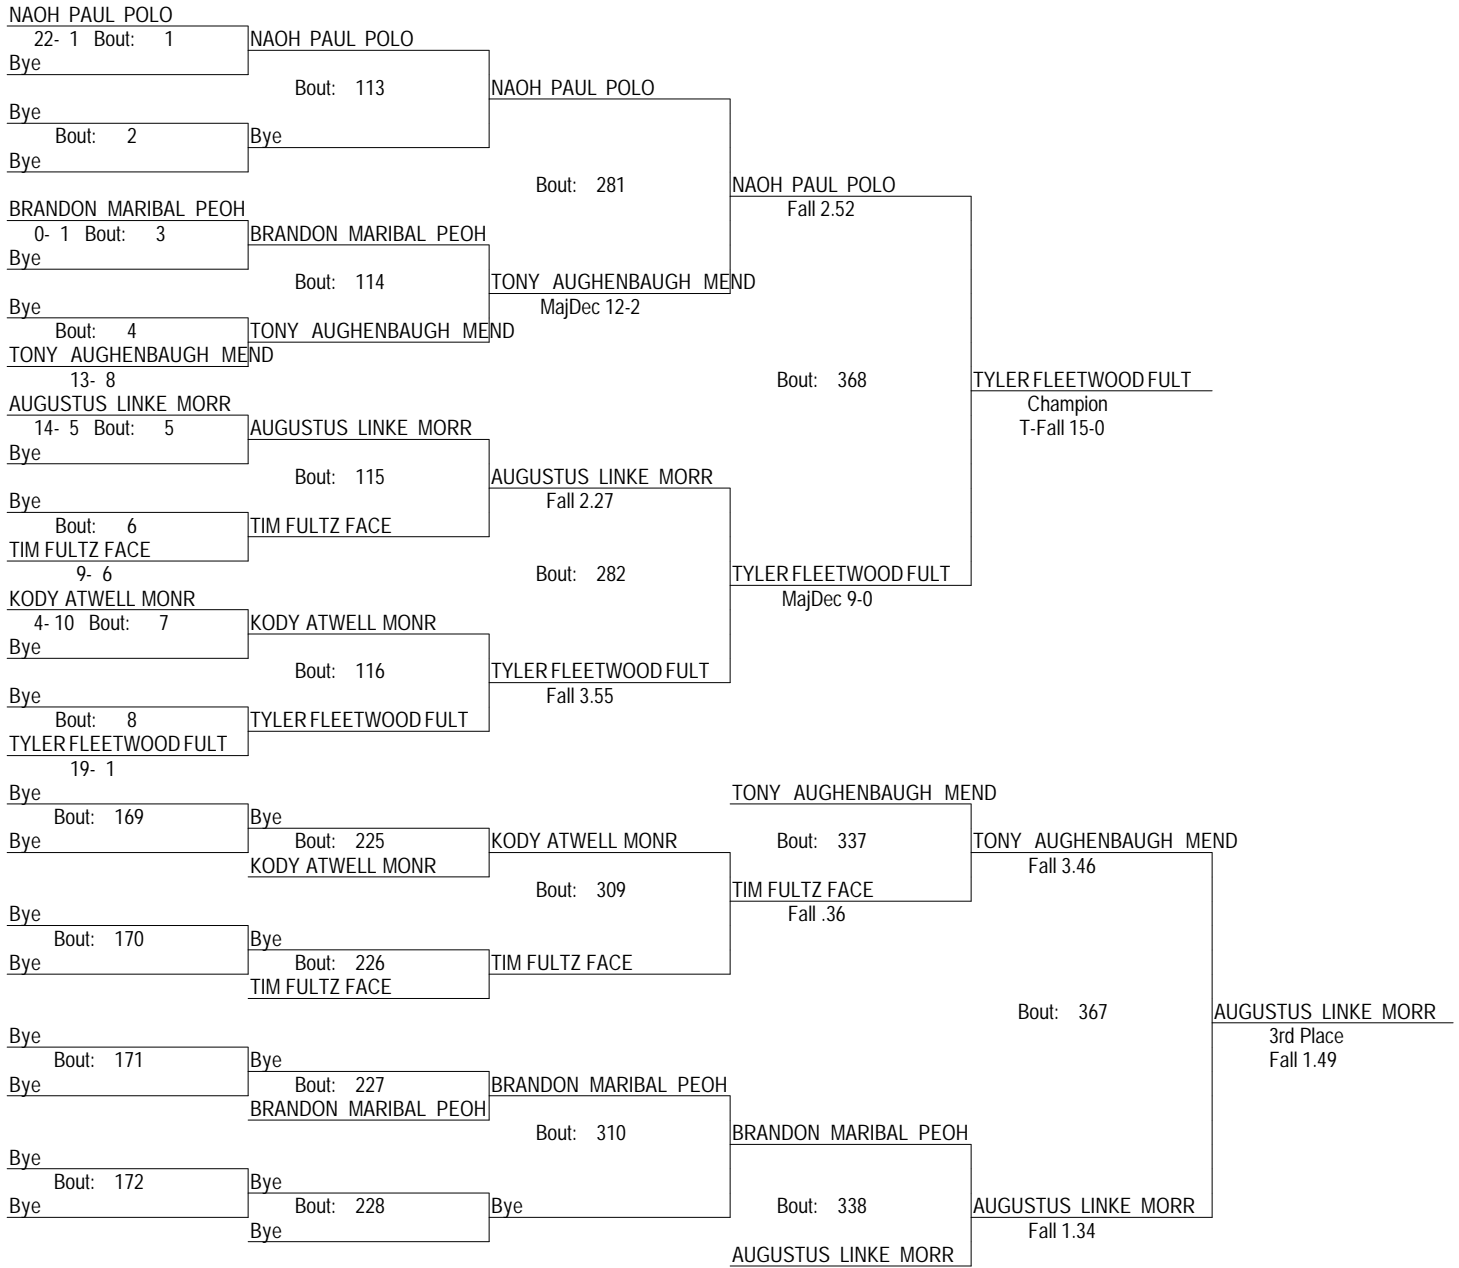 NAOH PAUL POLO
22- 1 Bout: 1 NAOH PAUL POLO
Bye
Bout: 113 NAOH PAUL POLO
Bye
Bout: 2 Bye
Bye
Bout: 281 NAOH PAUL POLO
BRANDON MARIBAL PEOH Fall 2.52
0- 1 Bout: 3 BRANDON MARIBAL PEOH
Bye
Bout: 114 TONY AUGHENBAUGH MEND
Bye MajDec 12-2
Bout: 4 TONY AUGHENBAUGH MEND
TONY AUGHENBAUGH MEND
13- 8 Bout: 368 TYLER FLEETWOOD FULT
AUGUSTUS LINKE MORR Champion
14- 5 Bout: 5 AUGUSTUS LINKE MORR T-Fall 15-0
Bye
Bout: 115 AUGUSTUS LINKE MORR
Bye Fall 2.27
Bout: 6 TIM FULTZ FACE
TIM FULTZ FACE
9- 6 Bout: 282 TYLER FLEETWOOD FULT
KODY ATWELL MONR MajDec 9-0
4- 10 Bout: 7 KODY ATWELL MONR
Bye
Bout: 116 TYLER FLEETWOOD FULT
Bye Fall 3.55
Bout: 8 TYLER FLEETWOOD FULT
TYLER FLEETWOOD FULT
19- 1
Bye TONY AUGHENBAUGH MEND
Bout: 169 Bye
Bye Bout: 225 KODY ATWELL MONR Bout: 337 TONY AUGHENBAUGH MEND
KODY ATWELL MONR Fall 3.46
Bout: 309 TIM FULTZ FACE
Bye Fall .36
Bout: 170 Bye
Bye Bout: 226 TIM FULTZ FACE
TIM FULTZ FACE
Bout: 367 AUGUSTUS LINKE MORR
Bye 3rd Place
Bout: 171 Bye Fall 1.49
Bye Bout: 227 BRANDON MARIBAL PEOH
BRANDON MARIBAL PEOH
Bout: 310 BRANDON MARIBAL PEOH
Bye
Bout: 172 Bye
Bye Bout: 228 Bye Bout: 338 AUGUSTUS LINKE MORR
Bye Fall 1.34
AUGUSTUS LINKE MORR